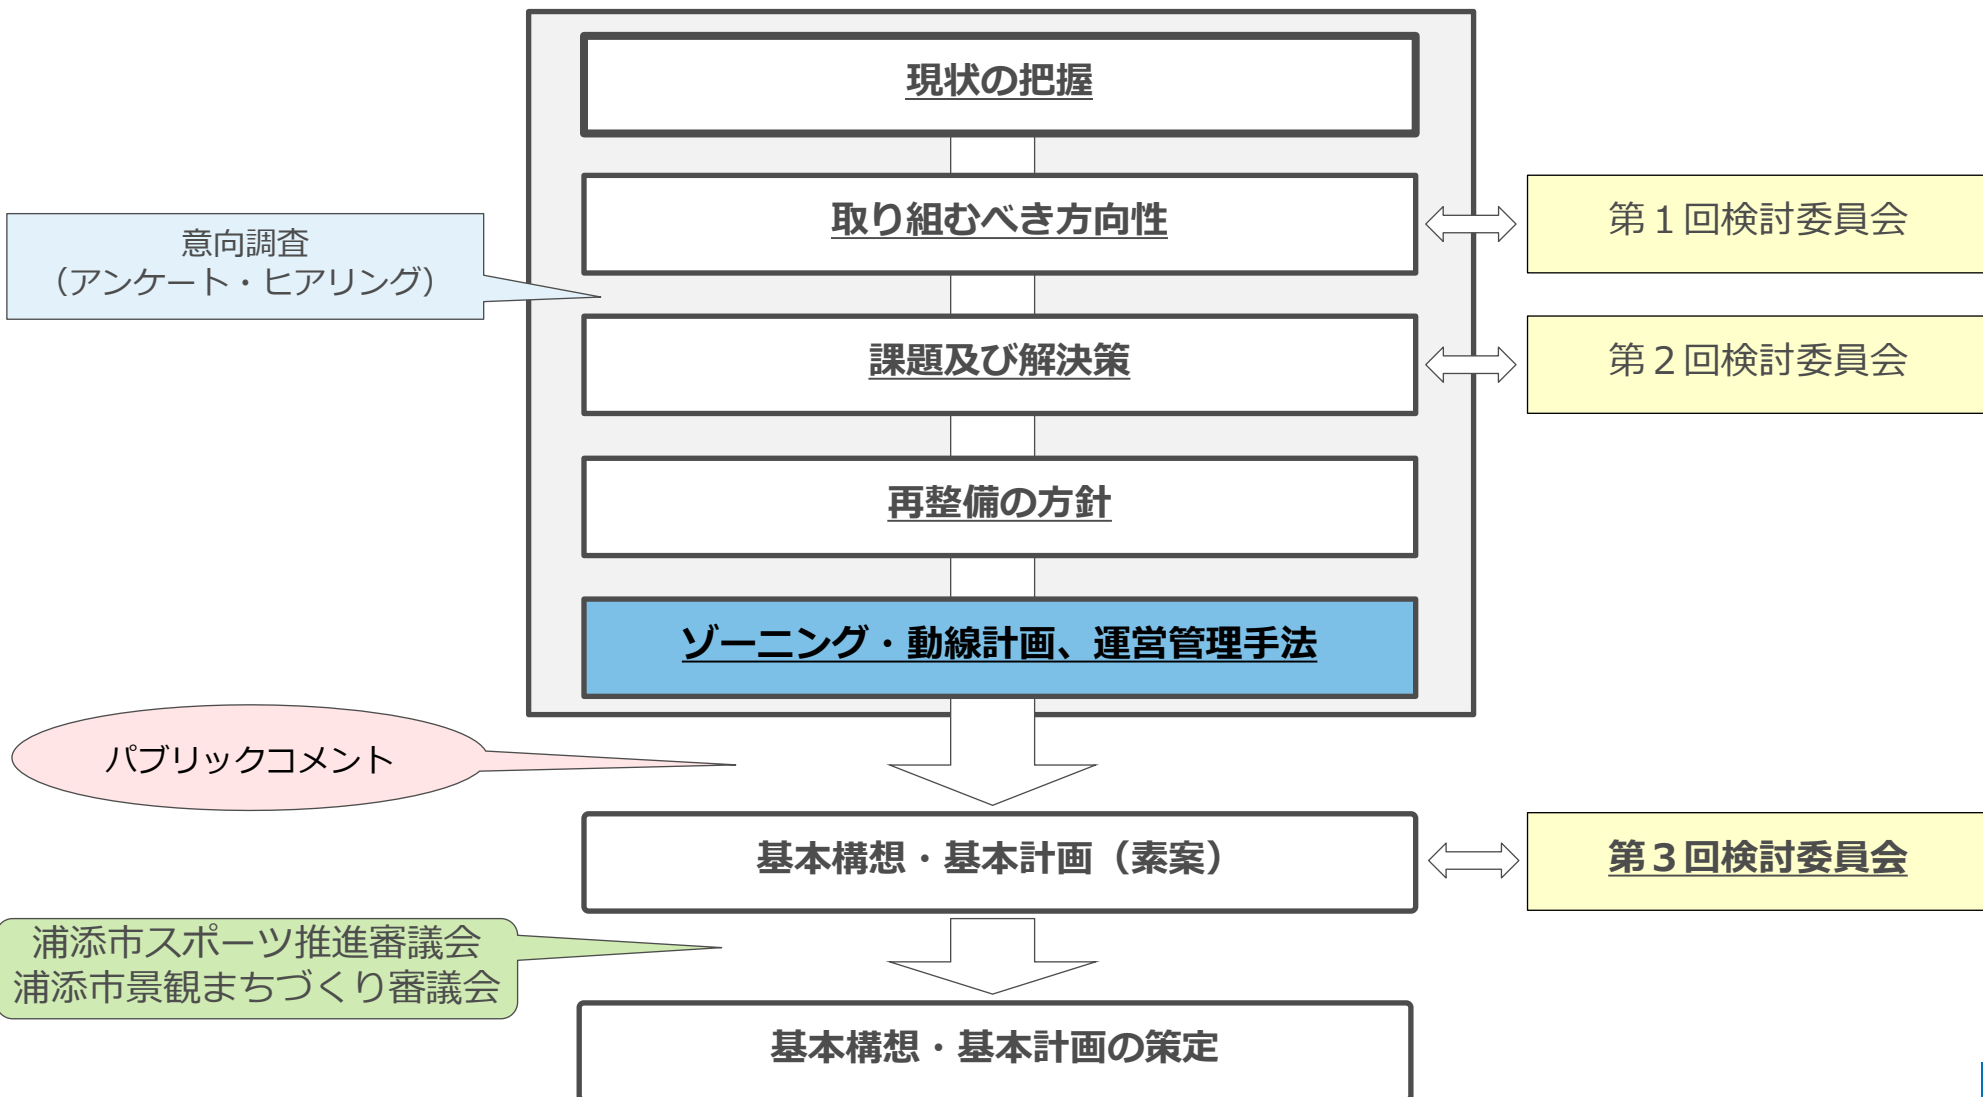 現状の把握
取り組むべき方向性
第１回検討委員会
意向調査
（アンケート・ヒアリング）
課題及び解決策
第２回検討委員会
再整備の方針
ゾーニング・動線計画、運営管理手法
パブリックコメント
基本構想・基本計画（素案）
第３回検討委員会
浦添市スポーツ推進審議会
浦添市景観まちづくり審議会
基本構想・基本計画の策定